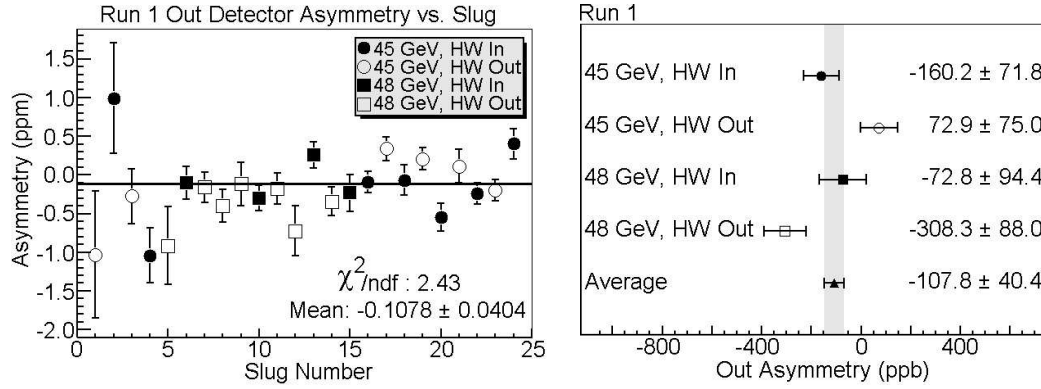 Run 1 Out Detector Asymmetry vs. Slug
Asymmetry (ppm)
1.5
1.0
0.5
0.0
-0.5
-1.0
-1.5
-2.0
45 GeV, HW In
45 GeV, HW Out
48 GeV, HW In
48 GeV, HW Out
χ²/ndf : 2.43
Mean: -0.1078 ± 0.0404
0 5 10 15 20 25
Slug Number
Run 1
45 GeV, HW In -160.2 ± 71.8
45 GeV, HW Out 72.9 ± 75.0
48 GeV, HW In -72.8 ± 94.4
48 GeV, HW Out -308.3 ± 88.0
Average -107.8 ± 40.4
-800 -400 0 400
Out Asymmetry (ppb)